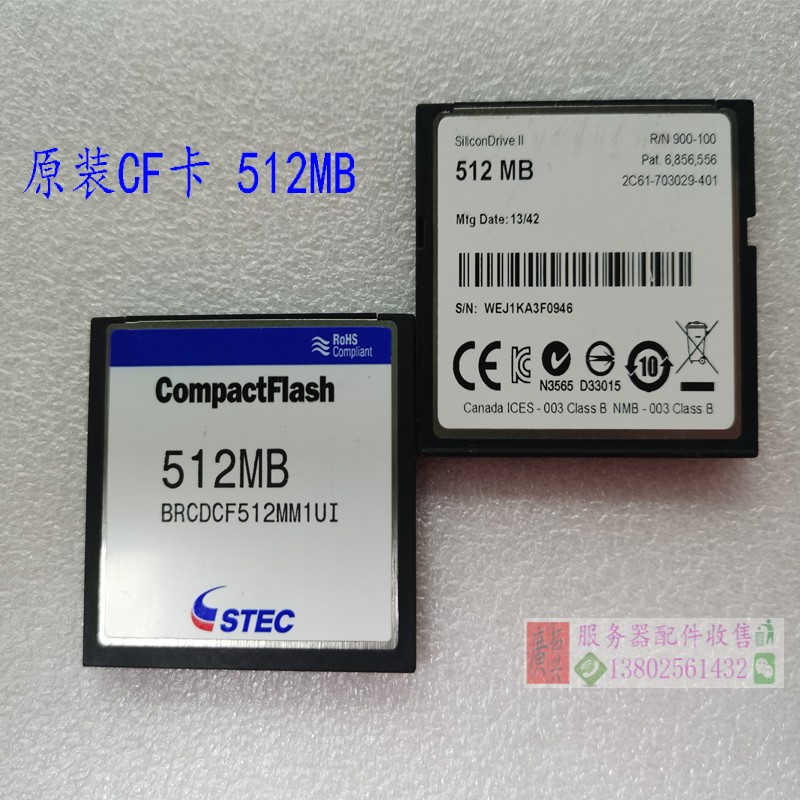 原装CF卡 512MB
SiliconDrive II
R/N 900-100
512 MB
Pat. 6,856,556
2C61-703029-401
Mfg Date: 13/42
S/N: WEJ1KA3F0946
CE
10
N3565
D33015
Canada ICES - 003 Class B NMB - 003 Class B
RoHS
Compliant
CompactFlash
512MB
BRCDCF512MM1UI
STEC
服务器配件收售
13802561432